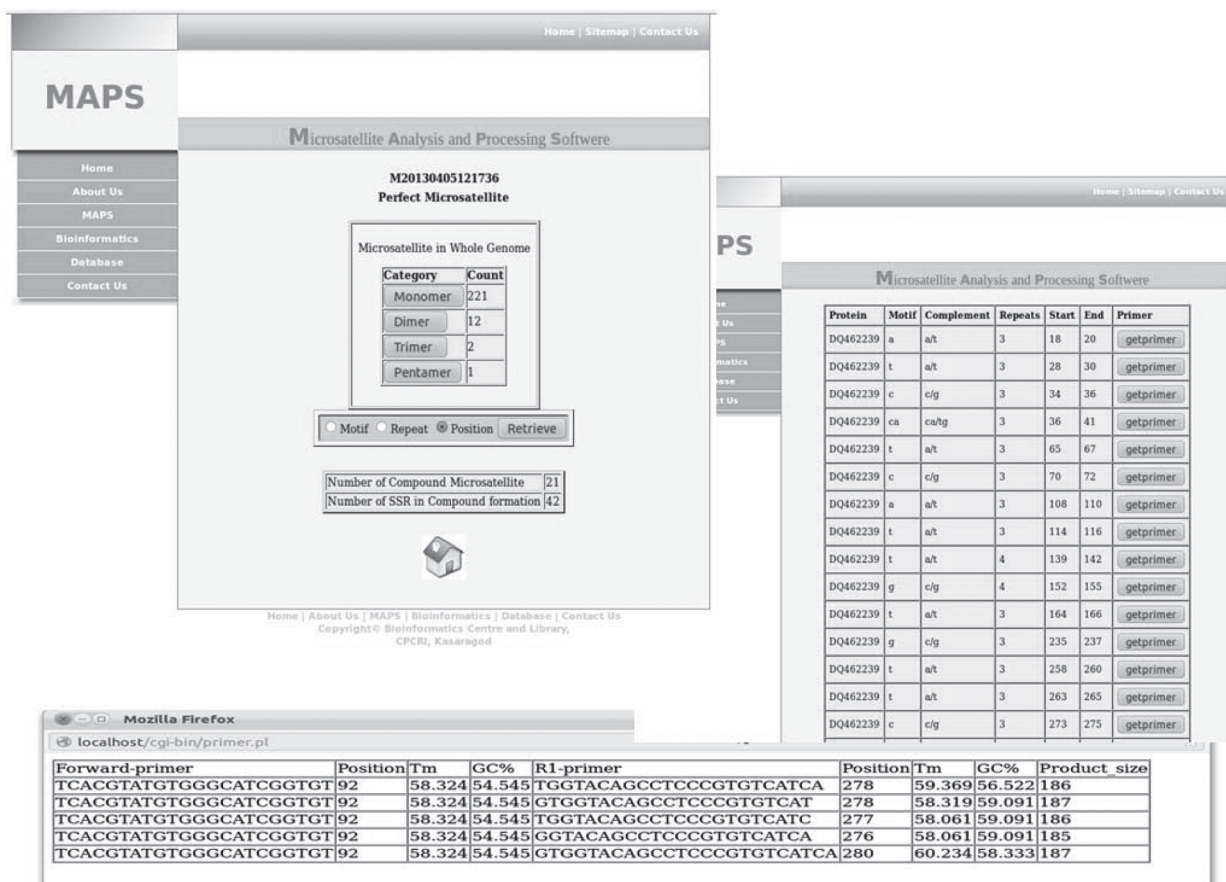 Home | Sitemap | Contact Us
MAPS
Microsatellite Analysis and Processing Softwere
Home
About Us
MAPS
Bioinformatics
Database
Contact Us
M20130405121736
Perfect Microsatellite
Microsatellite in Whole Genome
Category Count
Monomer 221
Dimer 12
Trimer 2
Pentamer 1
Motif Repeat Position Retrieve
Number of Compound Microsatellite 21
Number of SSR in Compound formation 42
Home | About Us | MAPS | Bioinformatics | Database | Contact Us
Copyright© Bioinformatics Centre and Library,
CPCRI, Kasaragod
Home | Sitemap | Contact Us
PS
Microsatellite Analysis and Processing Softwere
me
t Us
PS
matics
base
ct Us
Protein Motif Complement Repeats Start End Primer
DQ462239 a a/t 3 18 20 getprimer
DQ462239 t a/t 3 28 30 getprimer
DQ462239 c c/g 3 34 36 getprimer
DQ462239 ca ca/tg 3 36 41 getprimer
DQ462239 t a/t 3 65 67 getprimer
DQ462239 c c/g 3 70 72 getprimer
DQ462239 a a/t 3 108 110 getprimer
DQ462239 t a/t 3 114 116 getprimer
DQ462239 t a/t 4 139 142 getprimer
DQ462239 g c/g 4 152 155 getprimer
DQ462239 t a/t 3 164 166 getprimer
DQ462239 g c/g 3 235 237 getprimer
DQ462239 t a/t 3 258 260 getprimer
DQ462239 t a/t 3 263 265 getprimer
DQ462239 c c/g 3 273 275 getprimer
Mozilla Firefox
localhost/cgi-bin/primer.pl
Forward-primer Position Tm GC% R1-primer Position Tm GC% Product_size
TCACGTATGTGGGCATCGGTGT 92 58.324 54.545 TGGTACAGCCTCCCGTGTCATCA 278 59.369 56.522 186
TCACGTATGTGGGCATCGGTGT 92 58.324 54.545 GTGGTACAGCCTCCCGTGTCAT 278 58.319 59.091 187
TCACGTATGTGGGCATCGGTGT 92 58.324 54.545 TGGTACAGCCTCCCGTGTCATC 277 58.061 59.091 186
TCACGTATGTGGGCATCGGTGT 92 58.324 54.545 GGTACAGCCTCCCGTGTCATCA 276 58.061 59.091 185
TCACGTATGTGGGCATCGGTGT 92 58.324 54.545 GTGGTACAGCCTCCCGTGTCATCA 280 60.234 58.333 187